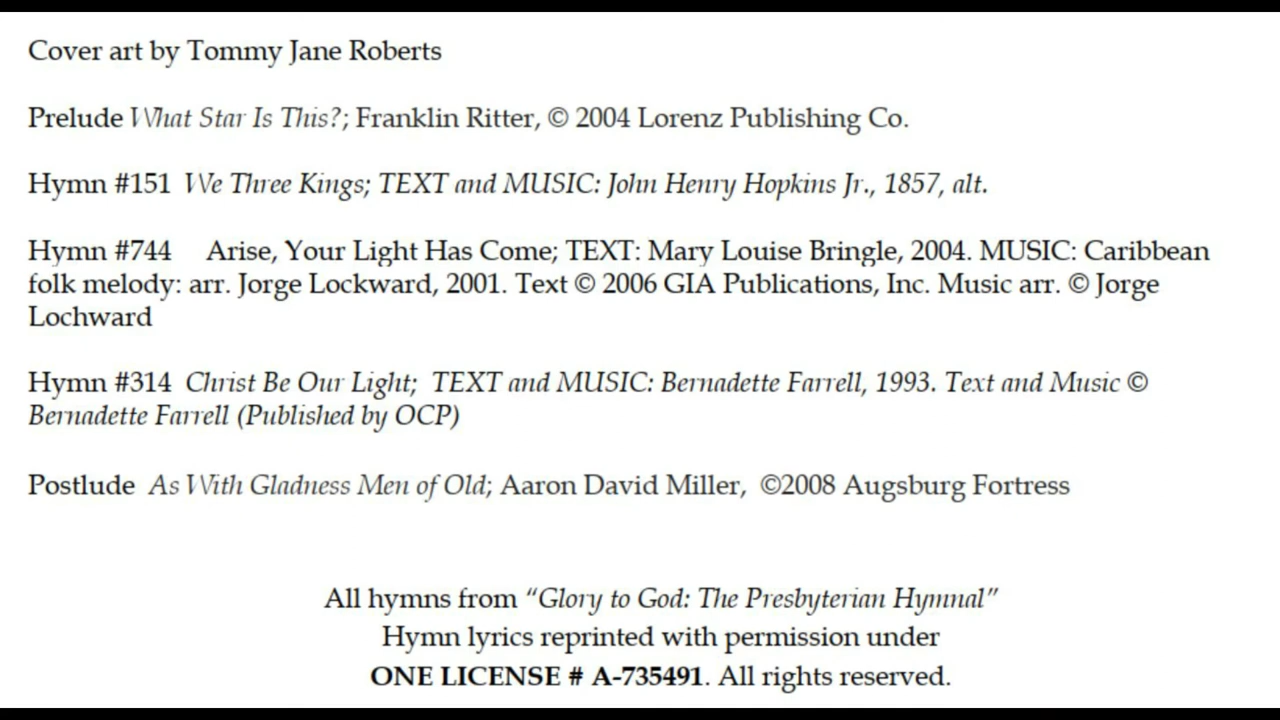 Cover art by Tommy Jane Roberts
Prelude What Star Is This?; Franklin Ritter, © 2004 Lorenz Publishing Co.
Hymn #151 We Three Kings; TEXT and MUSIC: John Henry Hopkins Jr., 1857, alt.
Hymn #744 Arise, Your Light Has Come; TEXT: Mary Louise Bringle, 2004. MUSIC: Caribbean
folk melody: arr. Jorge Lockward, 2001. Text © 2006 GIA Publications, Inc. Music arr. © Jorge
Lochward
Hymn #314 Christ Be Our Light; TEXT and MUSIC: Bernadette Farrell, 1993. Text and Music ©
Bernadette Farrell (Published by OCP)
Postlude As With Gladness Men of Old; Aaron David Miller, ©2008 Augsburg Fortress
All hymns from “Glory to God: The Presbyterian Hymnal”
Hymn lyrics reprinted with permission under
ONE LICENSE # A-735491. All rights reserved.